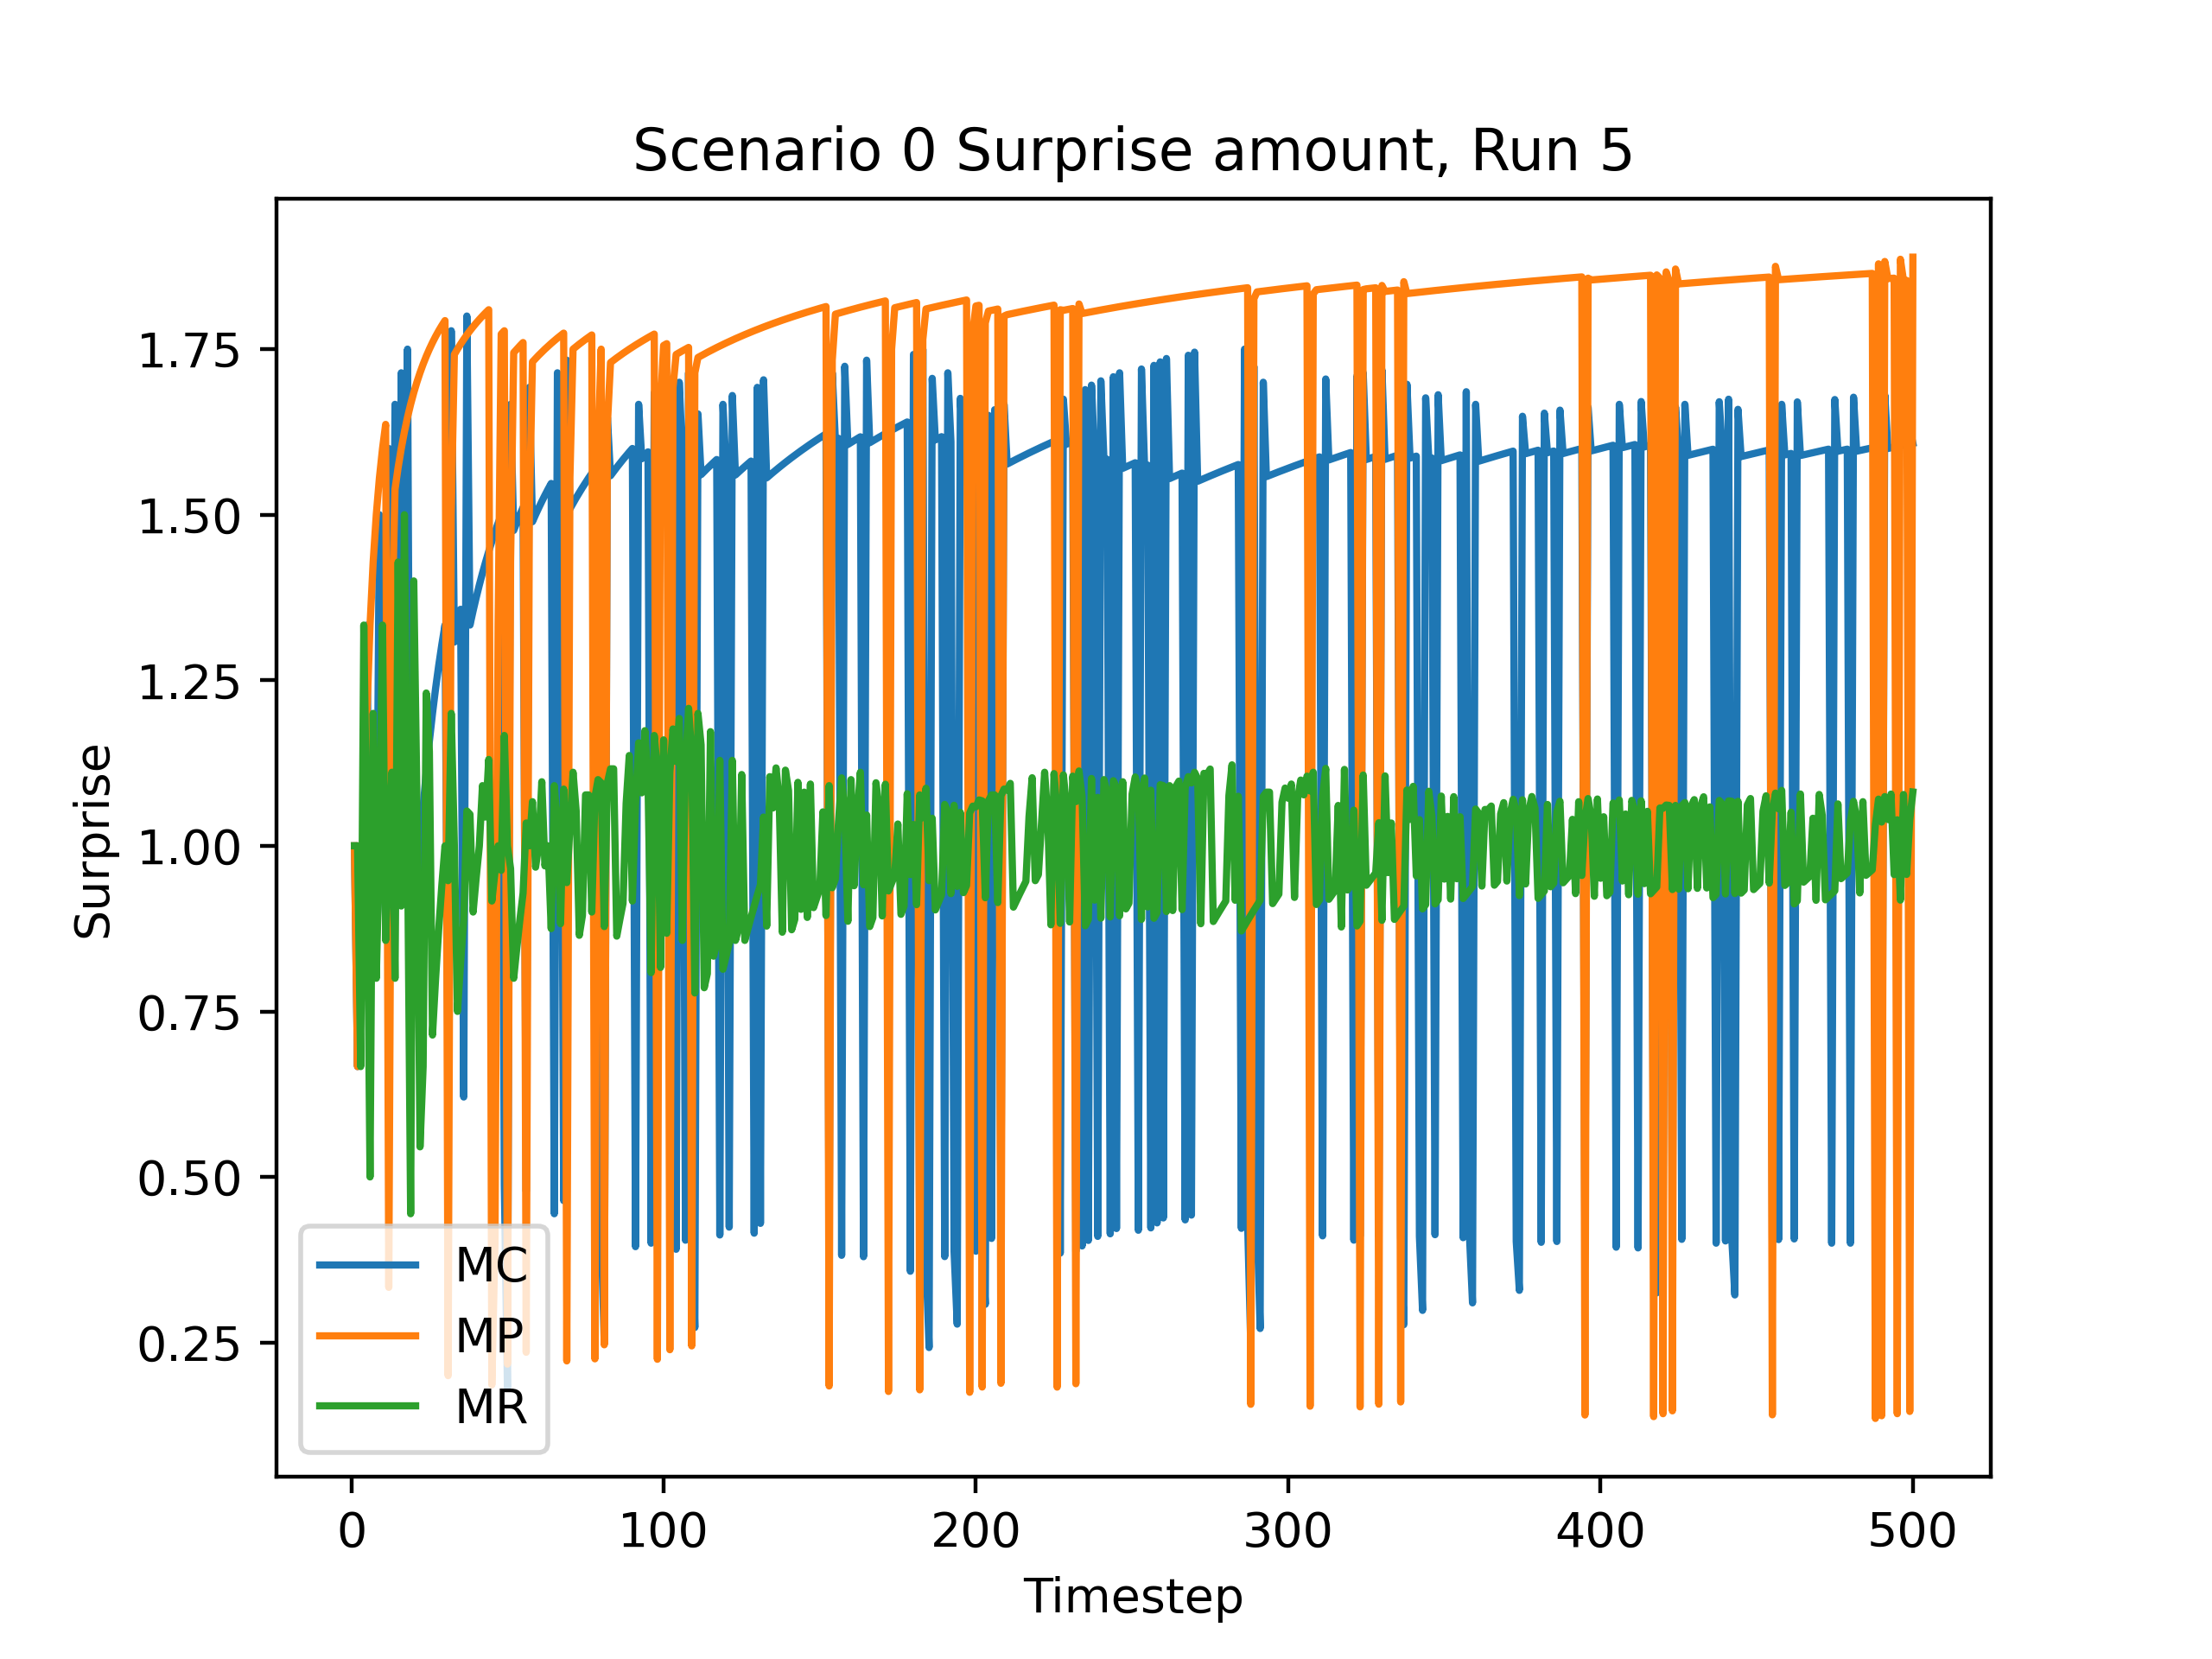 Scenario 0 Surprise amount, Run 5
Surprise
1.75
1.50
1.25
1.00
0.75
0.50
0.25
MC
MP
MR
0 100 200 300 400 500
Timestep